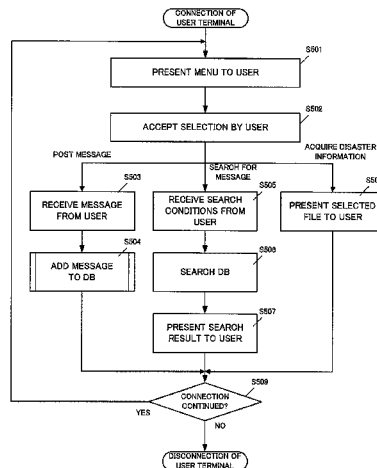 CONNECTION OF
USER TERMINAL
S501
PRESENT MENU TO USER
S502
ACCEPT SELECTION BY USER
POST MESSAGE
SEARCH FOR
MESSAGE
ACQUIRE DISASTER
INFORMATION
S503
RECEIVE MESSAGE
FROM USER
S505
RECEIVE SEARCH
CONDITIONS FROM
USER
PRESENT SELECTED
FILE TO USER
S504
ADD MESSAGE
TO DB
S506
SEARCH DB
S507
PRESENT SEARCH
RESULT TO USER
S509
CONNECTION
CONTINUED?
YES
NO
DISCONNECTION OF
USER TERMINAL